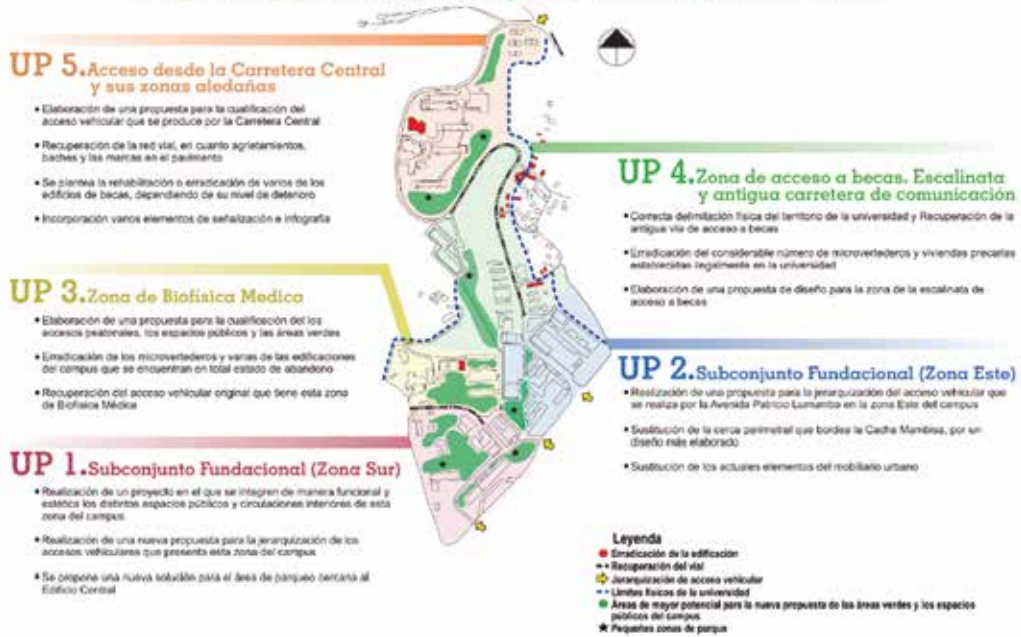 UP 5.Acceso desde la Carretera Central
y sus zonas aledañas
• Elaboración de una propuesta para la cualificación del
acceso vehicular que se produce por la Carretera Central
• Recuperación de la red vial, en cuanto agrietamientos,
baches y las marcas en el pavimento
• Se plantea la rehabilitación o erradicación de varios de los
edificios de becas, dependiendo de su nivel de deterioro
• Incorporación varios elementos de señalización e infografía
UP 4.Zona de acceso a becas. Escalinata
y antigua carretera de comunicación
• Correcta delimitación física del territorio de la universidad y Recuperación de la
antigua vía de acceso a becas
• Erradicación del considerable número de microvertederos y viviendas precarias
establecidas ilegalmente en la universidad
• Elaboración de una propuesta de diseño para la zona de la escalinata de
acceso a becas
UP 3.Zona de Biofísica Medica
• Elaboración de una propuesta para la cualificación del los
accesos peatonales, los espacios públicos y las áreas verdes
• Erradicación de los microvertederos y varias de las edificaciones
del campus que se encuentran en total estado de abandono
• Recuperación del acceso vehicular original que tiene esta zona
de Biofísica Médica
UP 2.Subconjunto Fundacional (Zona Este)
• Realización de una propuesta para la jerarquización del acceso vehicular que
se realiza por la Avenida Patricio Lumumba en la zona Este del campus
• Sustitución de la cerca perimetral que bordea la Cacha Mambisa, por un
diseño más elaborado
• Sustitución de los actuales elementos del mobiliario urbano
UP 1.Subconjunto Fundacional (Zona Sur)
• Realización de un proyecto en el que se integren de manera funcional y
estética los distintos espacios públicos y circulaciones interiores de esta
zona del campus
• Realización de una nueva propuesta para la jerarquización de los
accesos vehiculares que presenta esta zona del campus
• Se propone una nueva solución para el área de parqueo cercana al
Edificio Central
Leyenda
Erradicación de la edificación
Recuperación del vial
Jerarquización de acceso vehicular
Límites físicos de la universidad
Áreas de mayor potencial para la nueva propuesta de las áreas verdes y los espacios
públicos del campus
Pequeñas zonas de parque